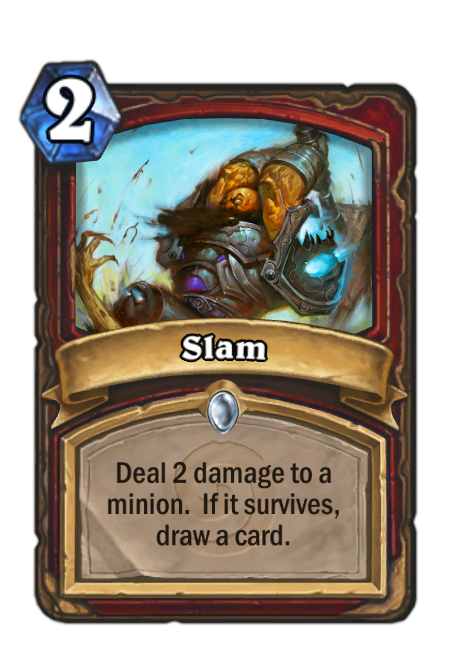 2
Slam
Deal 2 damage to a
minion.  If it survives,
draw a card.